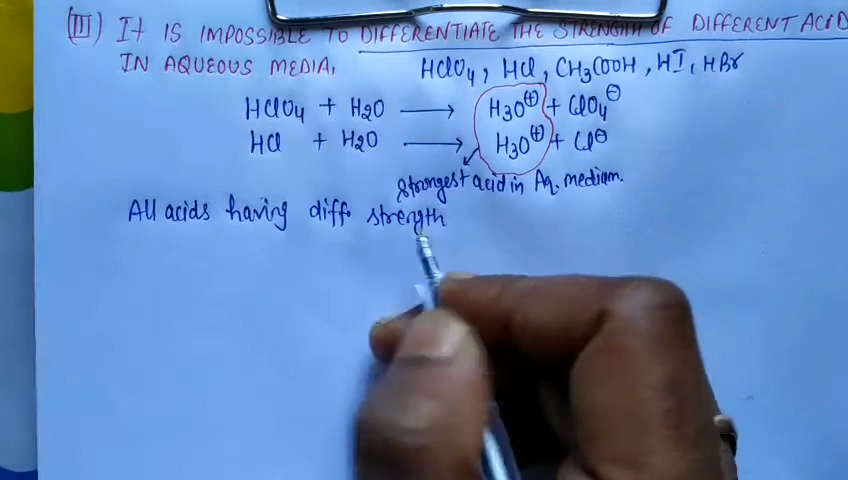 (III) IT IS IMPOSSIBLE TO DIFFERENTIATE THE STRENGTH OF DIFFERENT ACID
IN AQUEOUS MEDIA,
HClO₄, HCl, CH₃COOH, HI, HBr
HClO₄ + H₂O ⟶ H₃O⊕ + ClO₄⊖
HCl + H₂O ⟶ H₃O⊕ + Cl⊖
Strongest acid in Aq. medium.
All acids having diff. strength